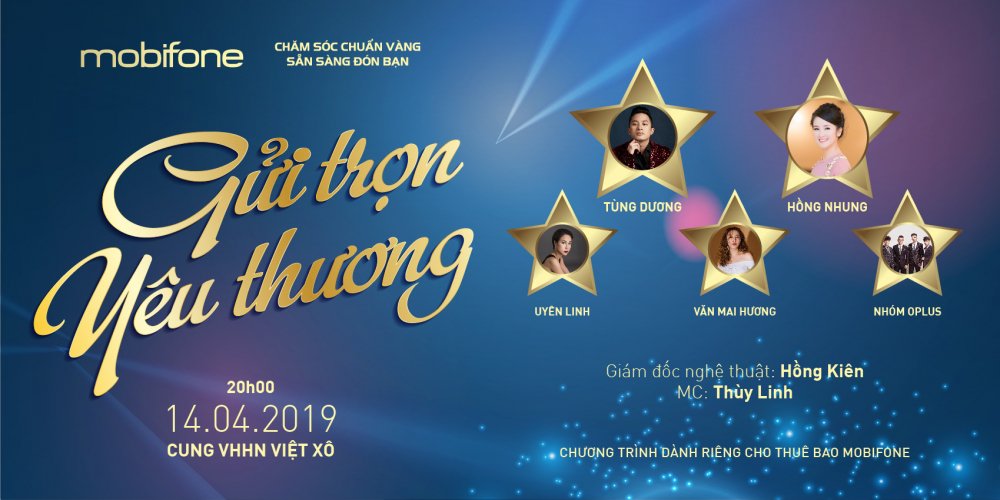 mobifone
CHĂM SÓC CHUẨN VÀNG
SẴN SÀNG ĐÓN BẠN
Gửi trọn
Yêu thương
20h00
14.04.2019
CUNG VHHN VIỆT XÔ
TÙNG DƯƠNG
HỒNG NHUNG
UYÊN LINH
VĂN MAI HƯƠNG
NHÓM OPLUS
Giám đốc nghệ thuật: Hồng Kiên
MC: Thùy Linh
CHƯƠNG TRÌNH DÀNH RIÊNG CHO THUÊ BAO MOBIFONE